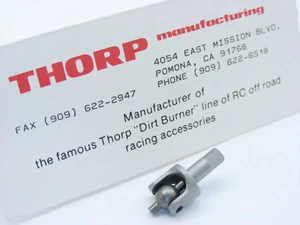 THORP manufacturing
4054 EAST MISSION BLVD.
POMONA, CA 91766
PHONE (909) 622-8518
FAX (909) 622-2947
Manufacturer of
the famous Thorp "Dirt Burner" line of RC off road
racing accessories